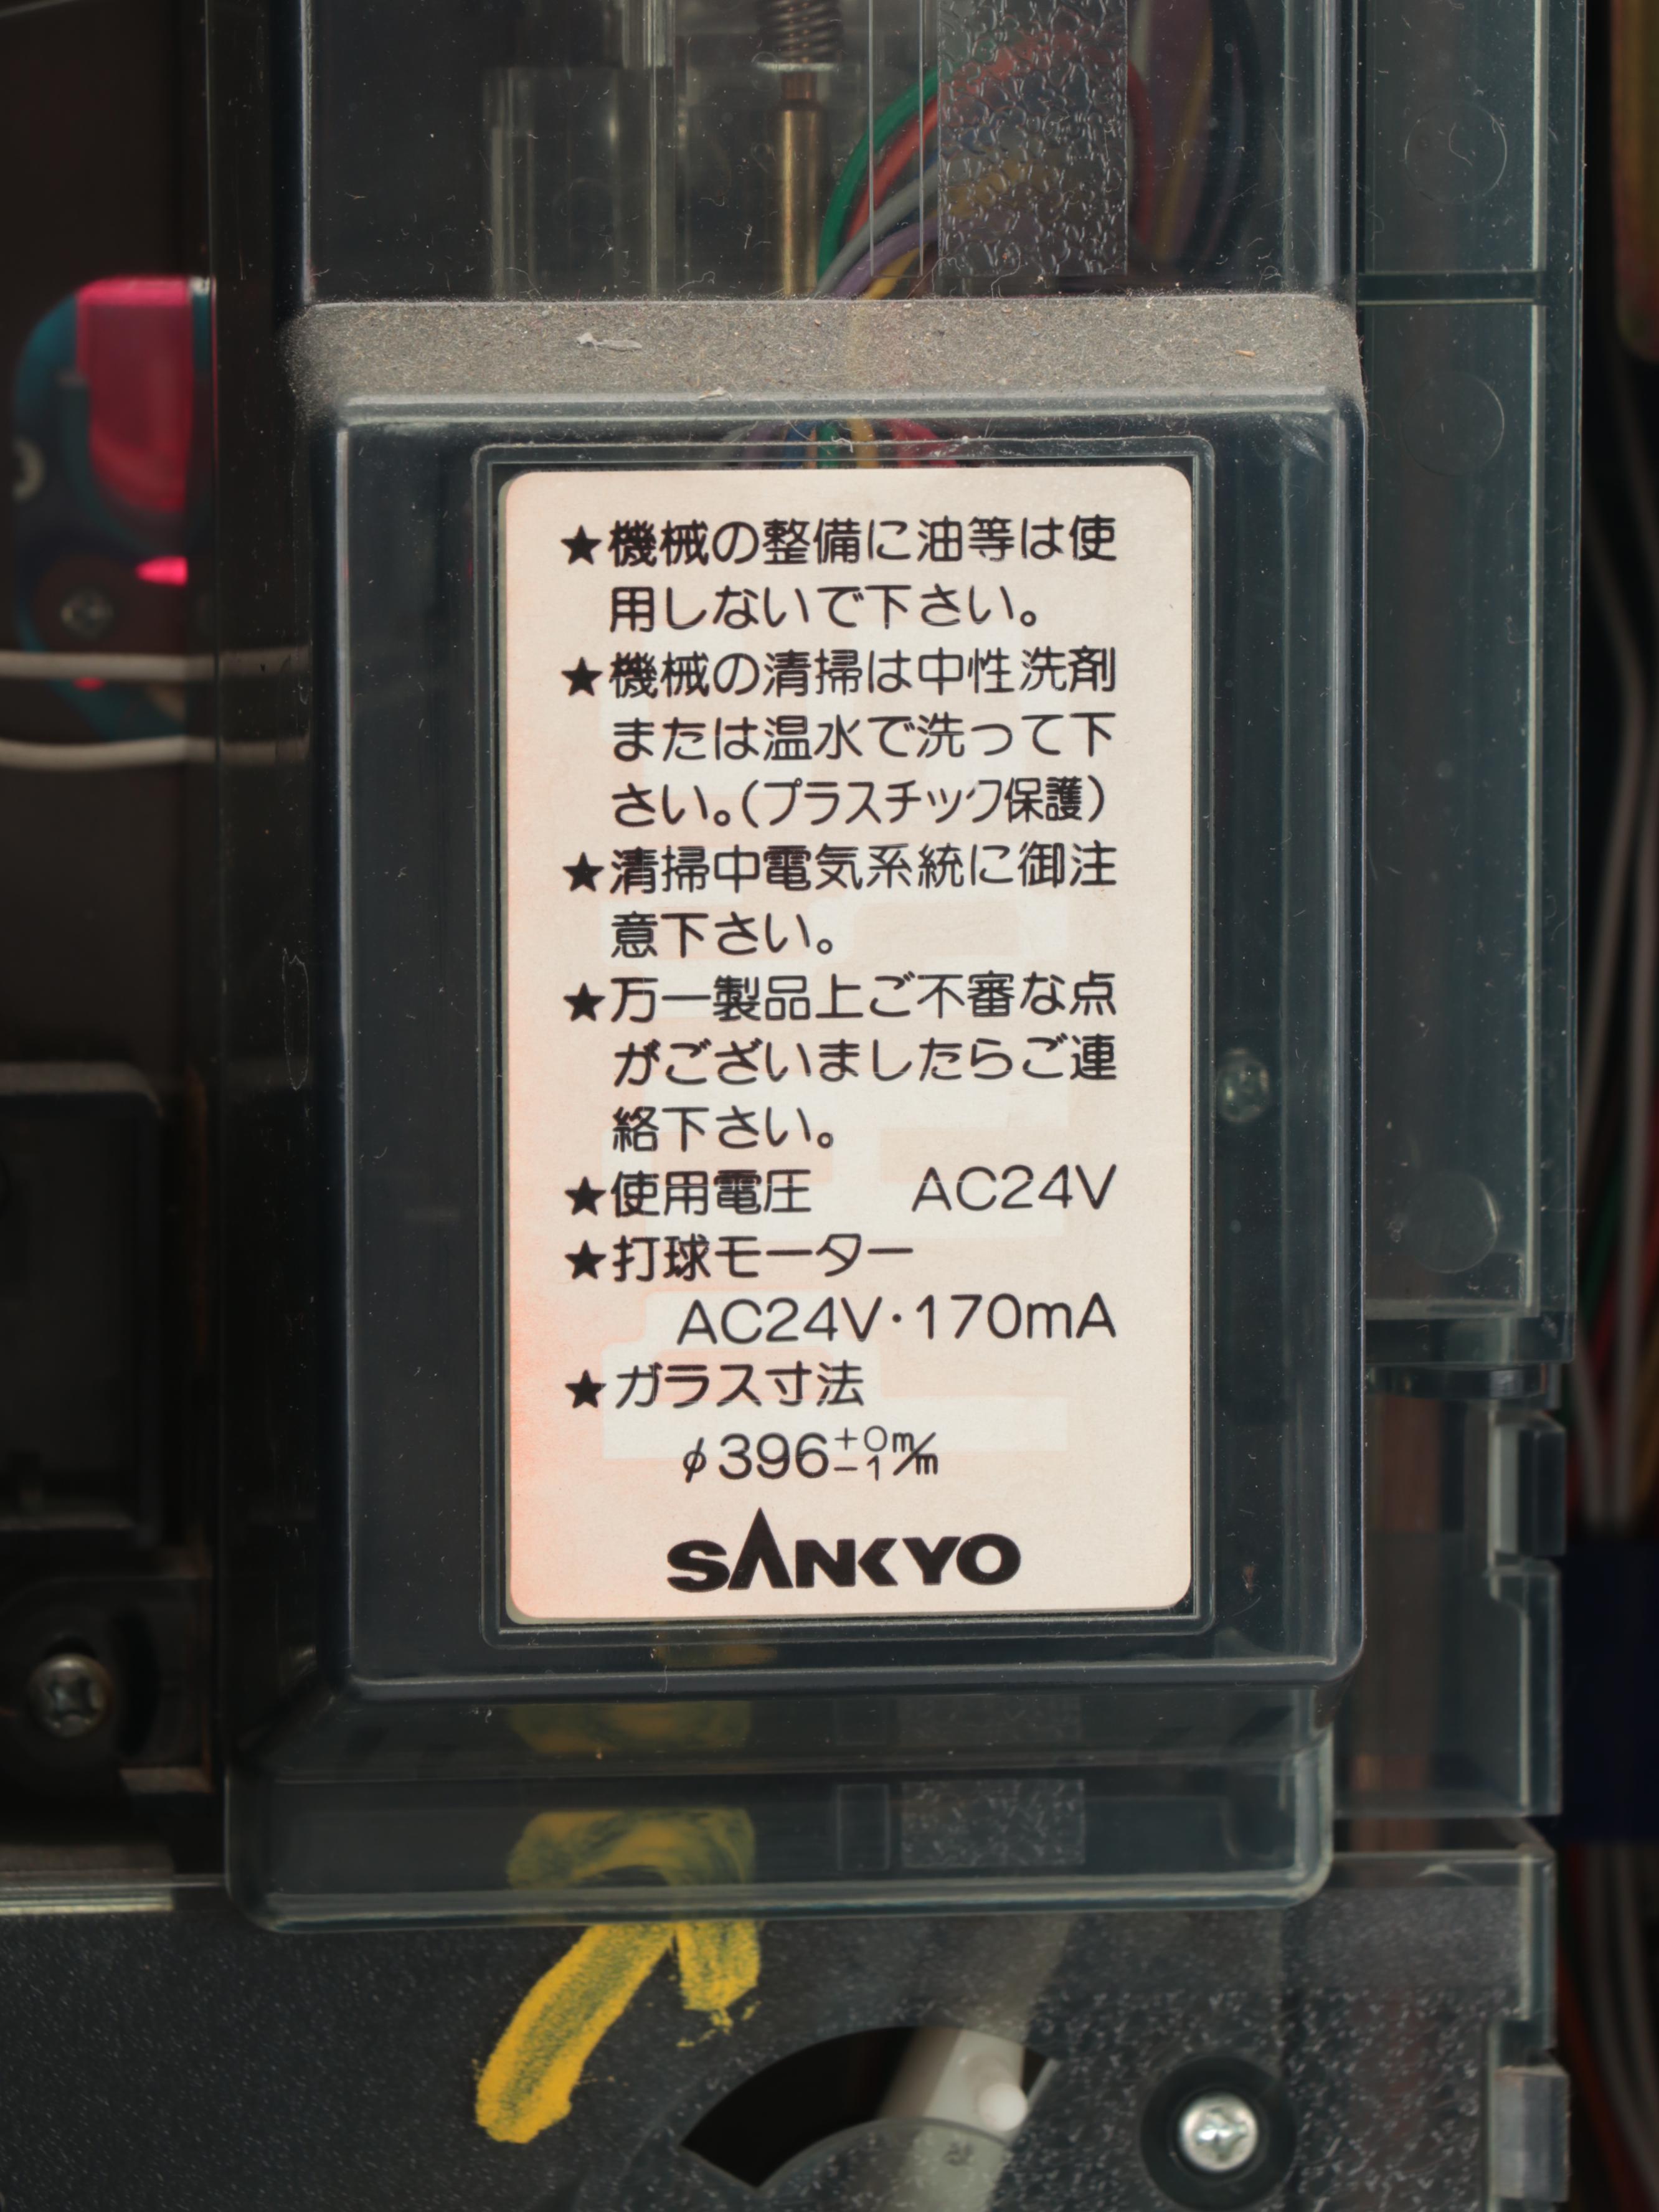 ★機械の整備に油等は使
用しないで下さい。
★機械の清掃は中性洗剤
または温水で洗って下
さい。(プラスチック保護)
★清掃中電気系統に御注
意下さい。
★万一製品上ご不審な点
がございましたらご連
絡下さい。
★使用電圧 AC24V
★打球モーター
AC24V・170mA
★ガラス寸法
φ396+0−1m/m
SANKYO